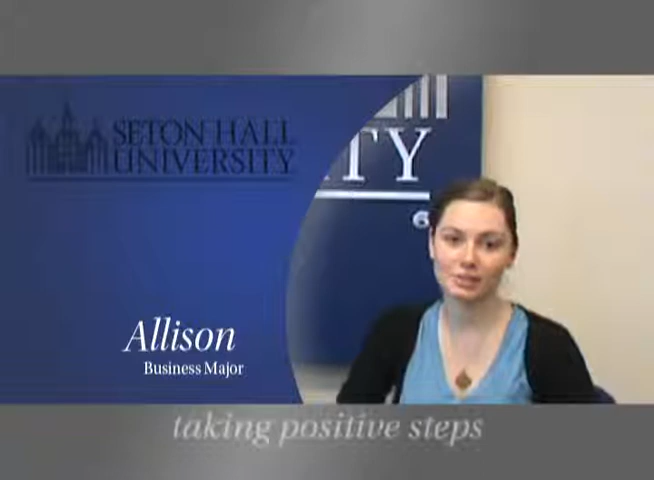 SETON HALL
UNIVERSITY
TY
Allison
Business Major
taking positive steps